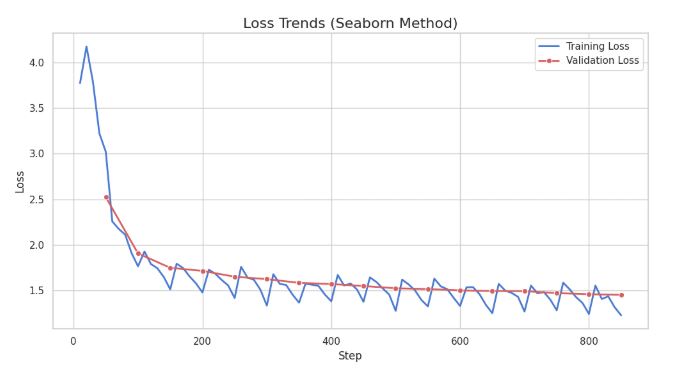 Loss Trends (Seaborn Method)
Training Loss
Validation Loss
4.0
3.5
3.0
2.5
2.0
1.5
Loss
0
200
400
600
800
Step